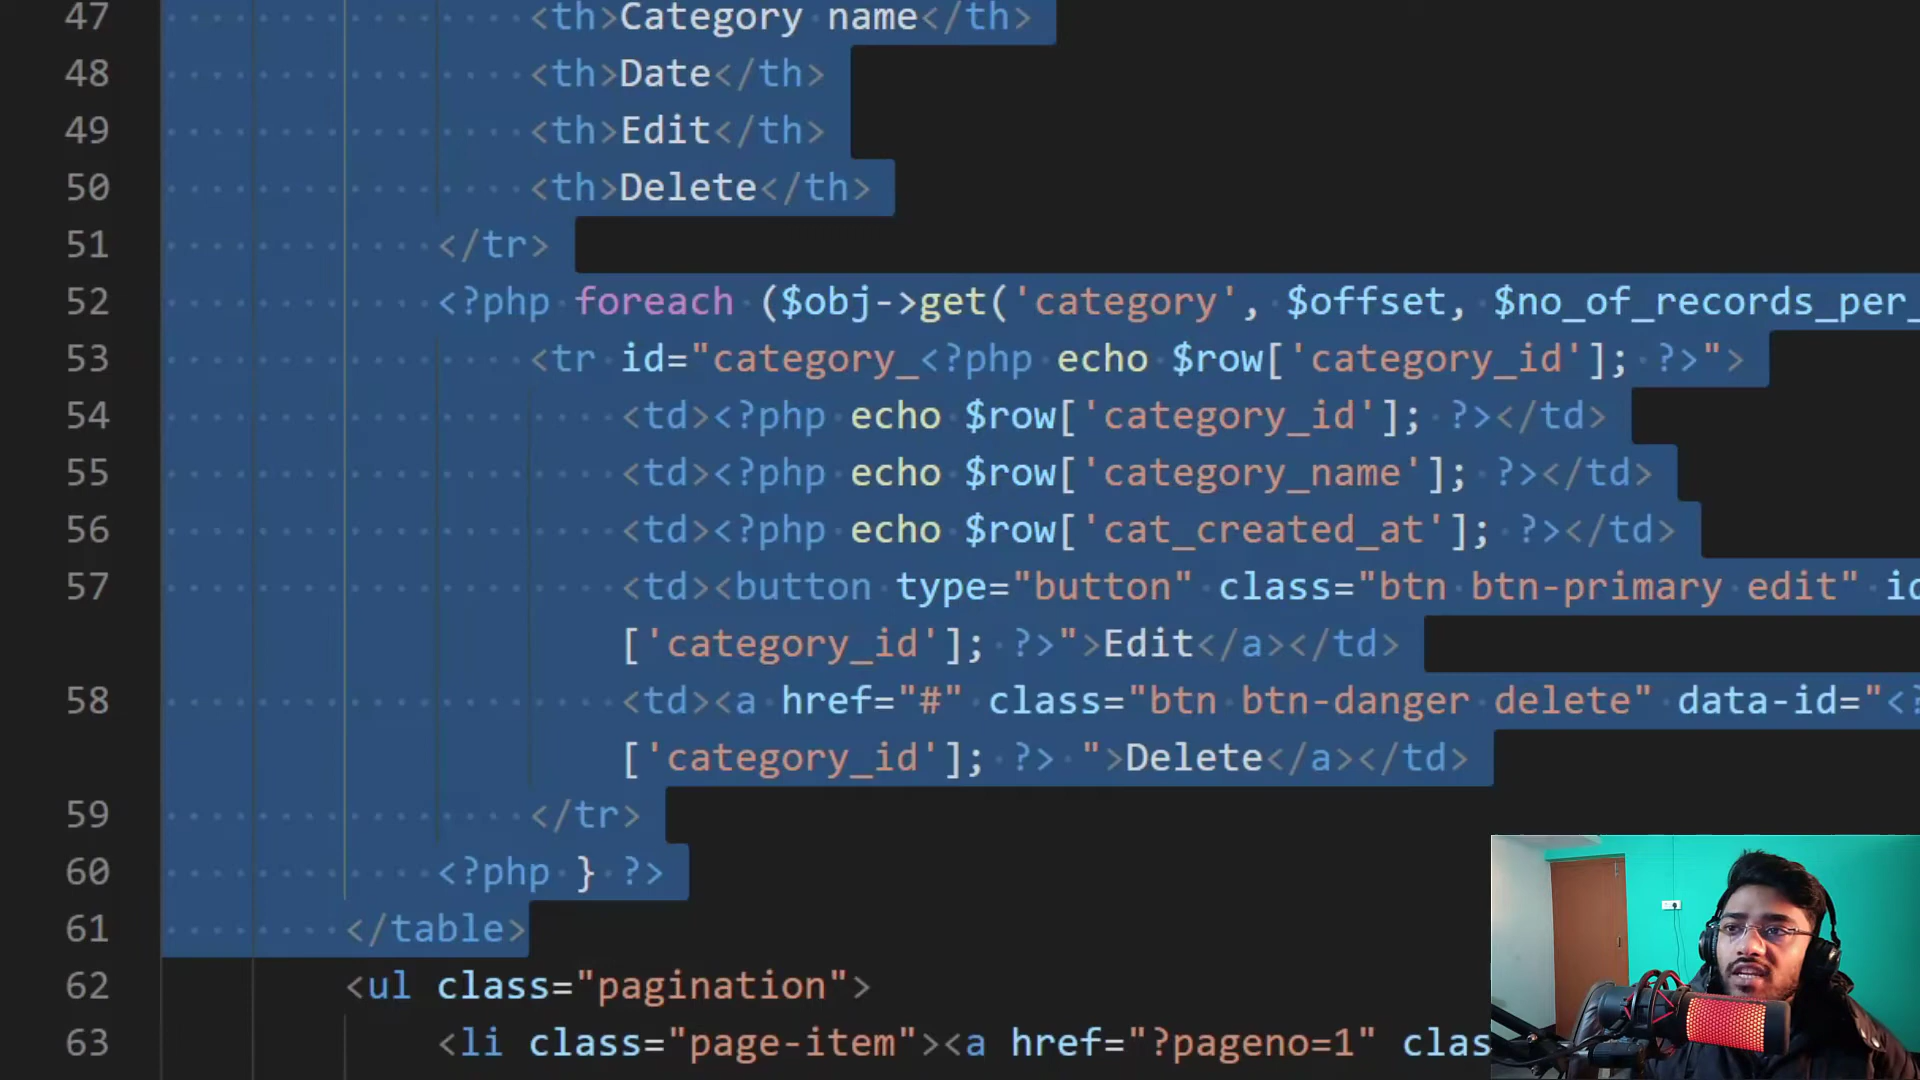 47 <th>Category name</th>
48 <th>Date</th>
49 <th>Edit</th>
50 <th>Delete</th>
51 </tr>
52 <?php foreach ($obj->get('category', $offset, $no_of_records_per_
53 <tr id="category_<?php echo $row['category_id']; ?>">
54 <td><?php echo $row['category_id']; ?></td>
55 <td><?php echo $row['category_name']; ?></td>
56 <td><?php echo $row['cat_created_at']; ?></td>
57 <td><button type="button" class="btn btn-primary edit" id
['category_id']; ?>">Edit</a></td>
58 <td><a href="#" class="btn btn-danger delete" data-id="<?
['category_id']; ?> ">Delete</a></td>
59 </tr>
60 <?php } ?>
61 </table>
62 <ul class="pagination">
63 <li class="page-item"><a href="?pageno=1" clas